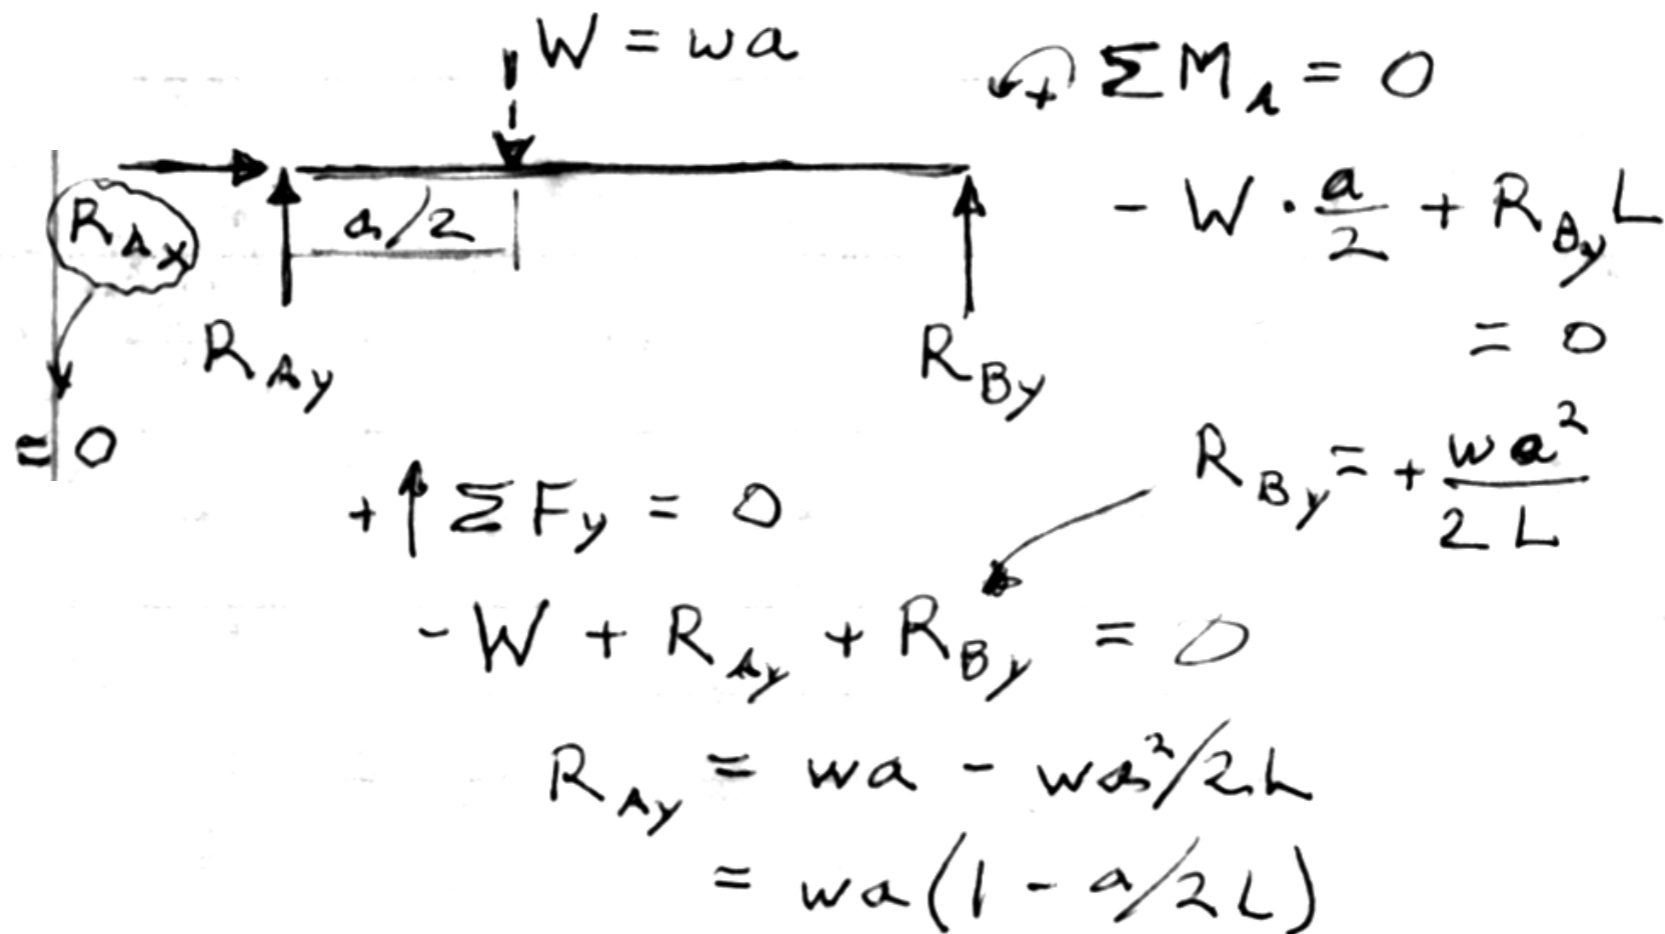 W = wa
↶+ ΣM_A = 0
R_Ax
a/2
- W · a/2 + R_By L
= 0
R_Ay
R_By
= 0
R_By = + wa²/2L
+↑ ΣF_y = 0
- W + R_Ay + R_By = 0
R_Ay = wa - wa²/2L
= wa(1 - a/2L)